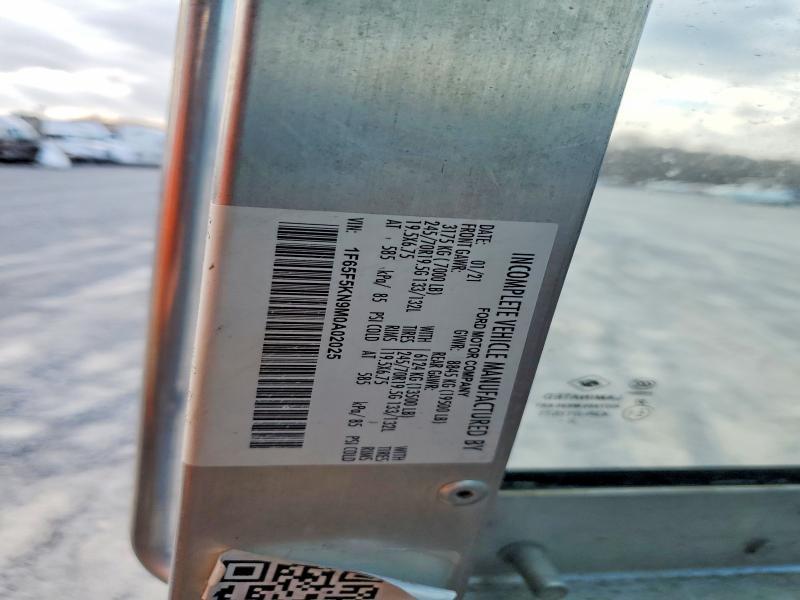 INCOMPLETE VEHICLE MANUFACTURED BY
FORD MOTOR COMPANY
DATE: 01/21 GVWR: 8845 KG (19500 LB)
FRONT GAWR: REAR GAWR:
3175 KG (7000 LB) WITH 6124 KG (13500 LB) WITH
245/70R19.5G 133/132L TIRES 245/70R19.5G 133/132L TIRES
19.5X6.75 RIMS 19.5X6.75 RIMS
AT 585 kPa/ 85 PSI COLD AT 585 kPa/ 85 PSI COLD
VIN: 1F65F5KN9M0A02025
LAMINATED